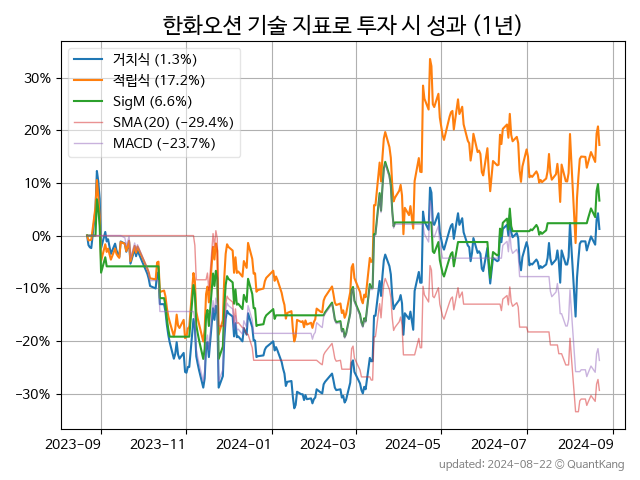 한화오션 기술 지표로 투자 시 성과 (1년)
거치식 (1.3%)
적립식 (17.2%)
SigM (6.6%)
SMA(20) (−29.4%)
MACD (−23.7%)
30%
20%
10%
0%
−10%
−20%
−30%
2023-09 2023-11 2024-01 2024-03 2024-05 2024-07 2024-09
updated: 2024-08-22 © QuantKang